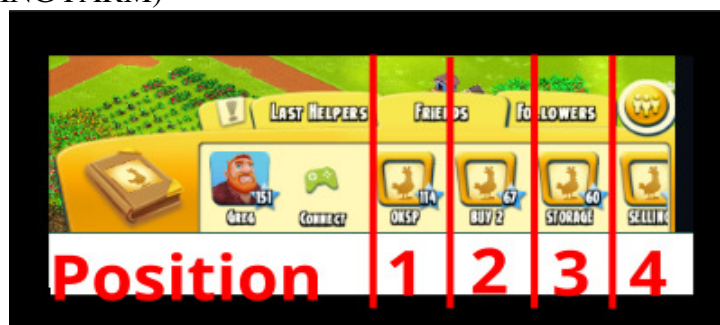 LAST HELPERS FRIENDS FOLLOWERS
151 114 67 60
GREG CONNECT OKSP BUY 2 STORAGE SELLING
Position 1 2 3 4